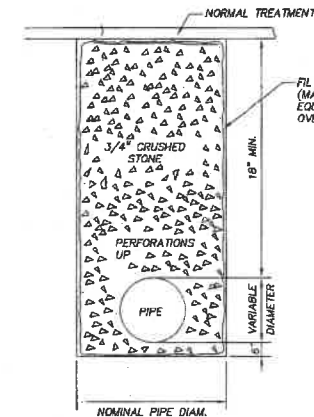 NORMAL TREATMENT
FIL
(MA
EQU
OVE
3/4" CRUSHED
STONE
18" MIN.
PERFORATIONS
UP
PIPE
VARIABLE
DIAMETER
6"
NOMINAL PIPE DIAM.